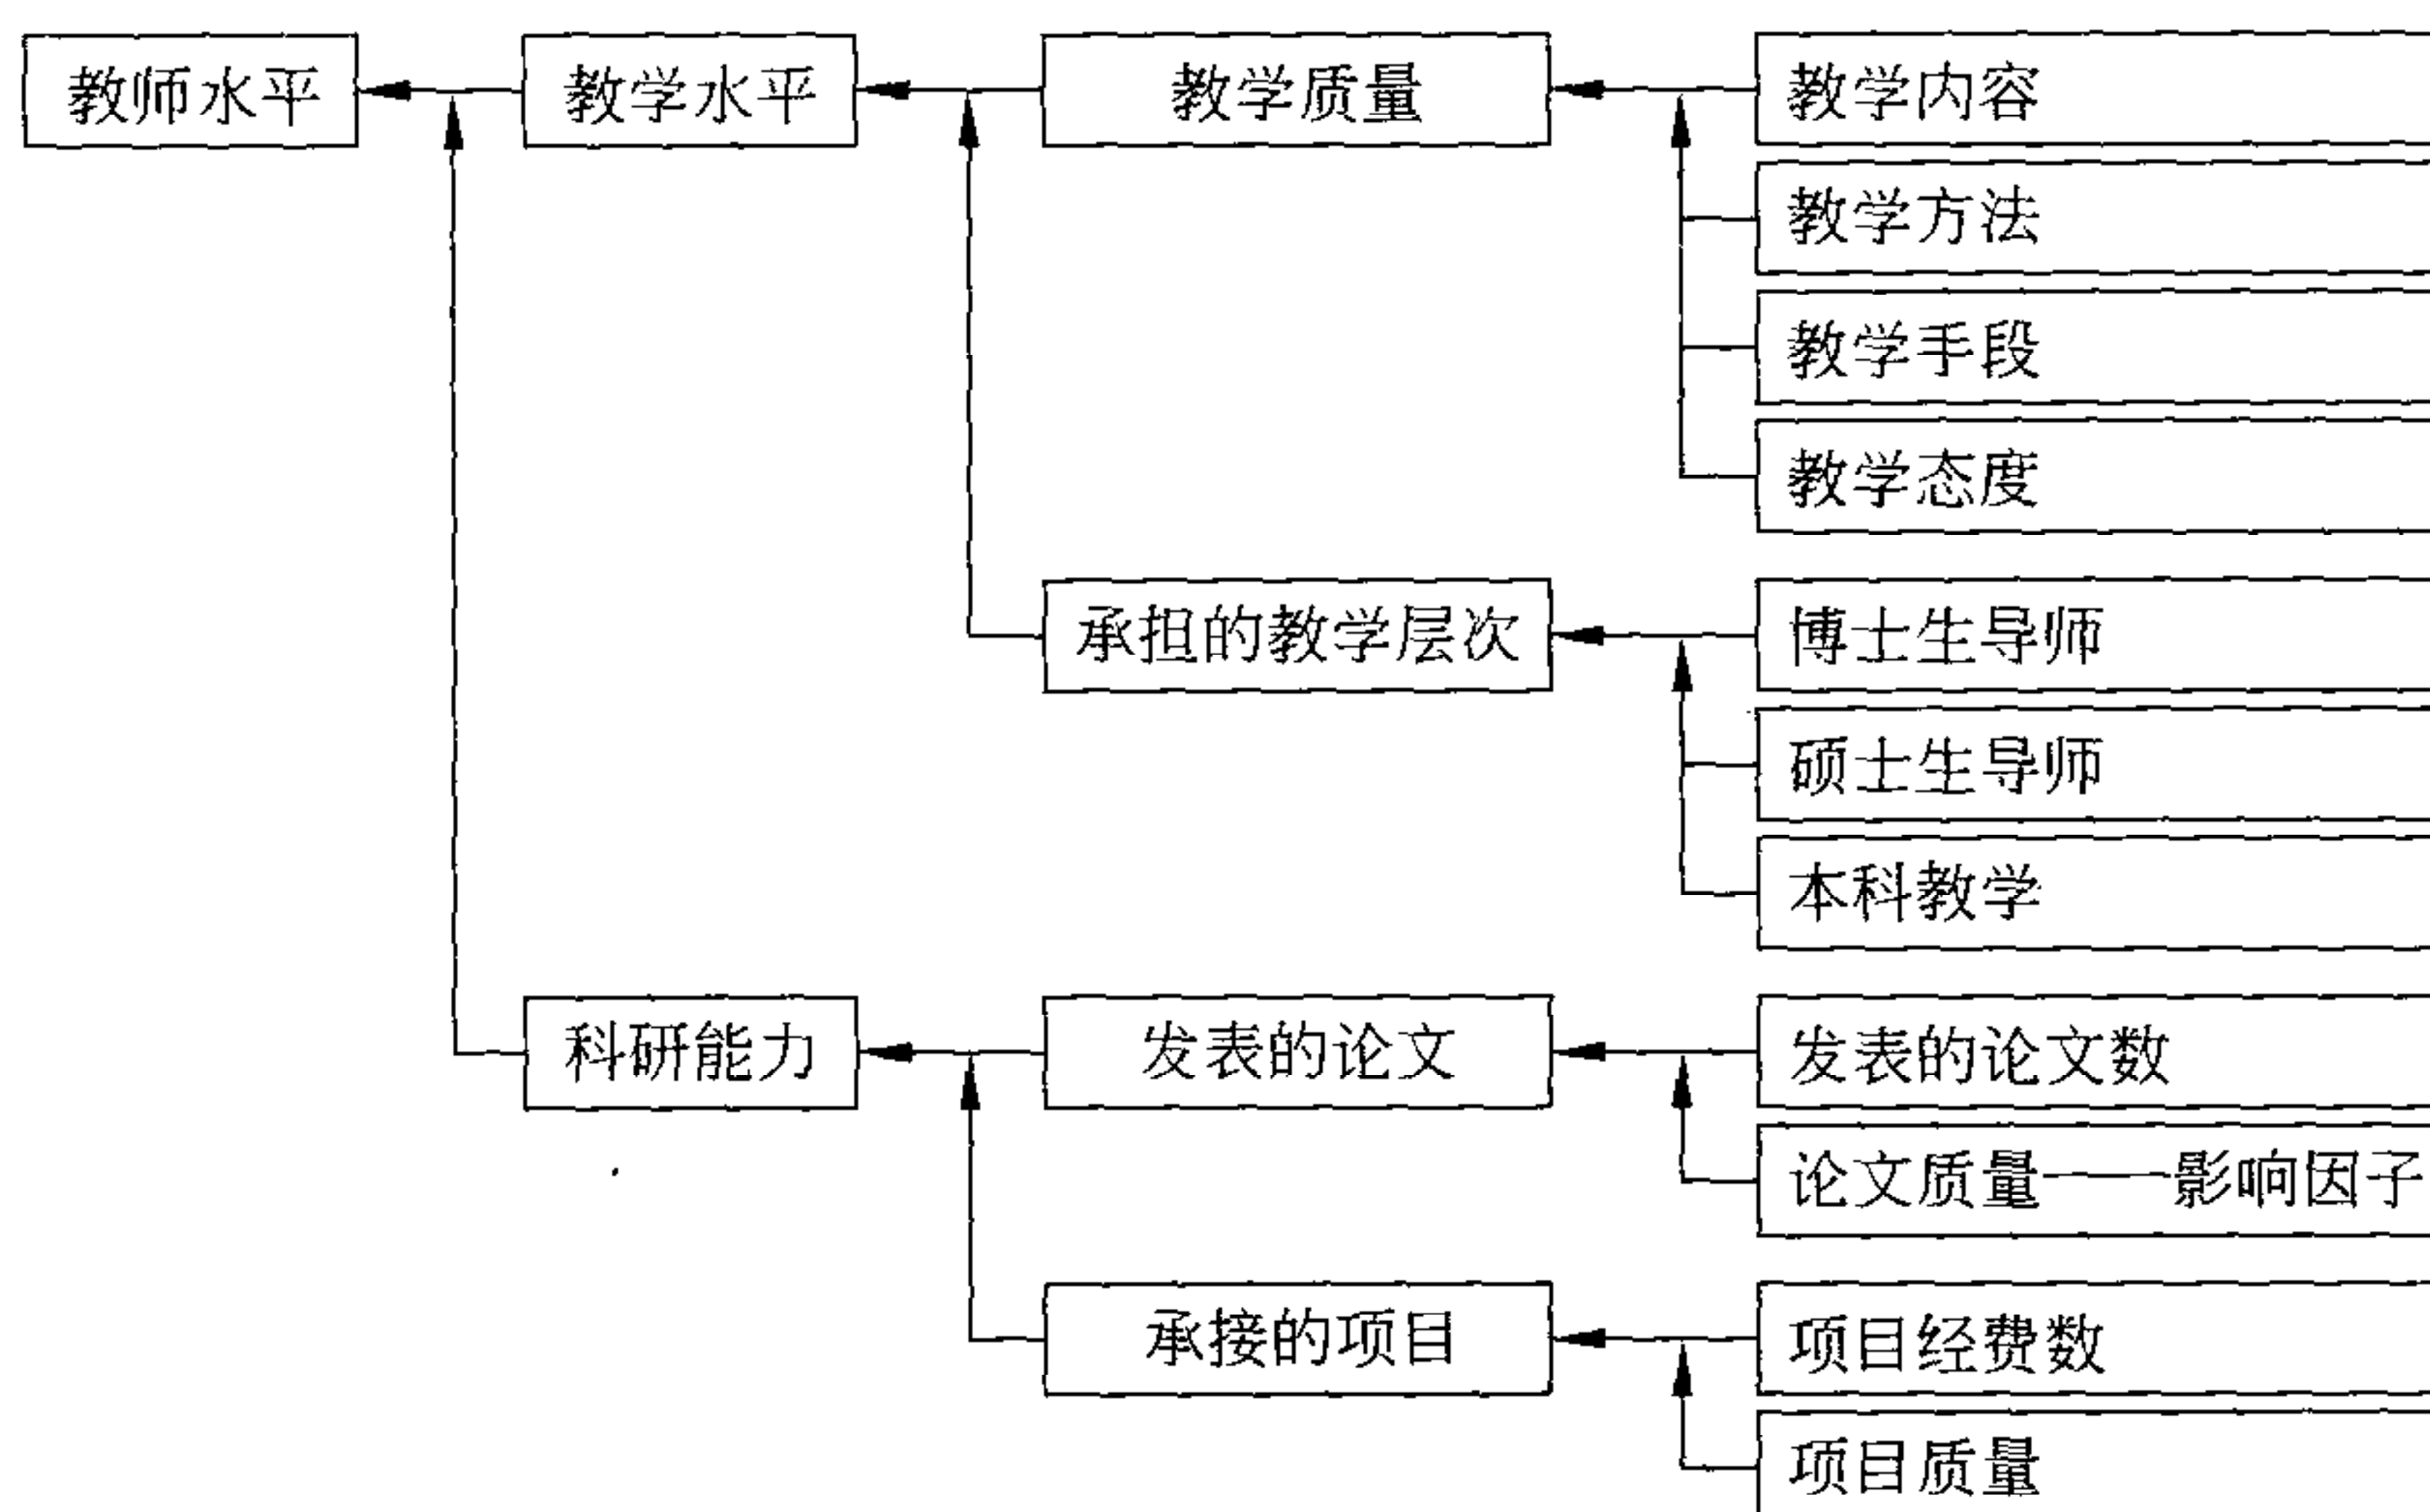 教师水平
教学水平
教学质量
教学内容
教学方法
教学手段
教学态度
承担的教学层次
博士生导师
硕士生导师
本科教学
科研能力
发表的论文
发表的论文数
论文质量——影响因子
承接的项目
项目经费数
项目质量